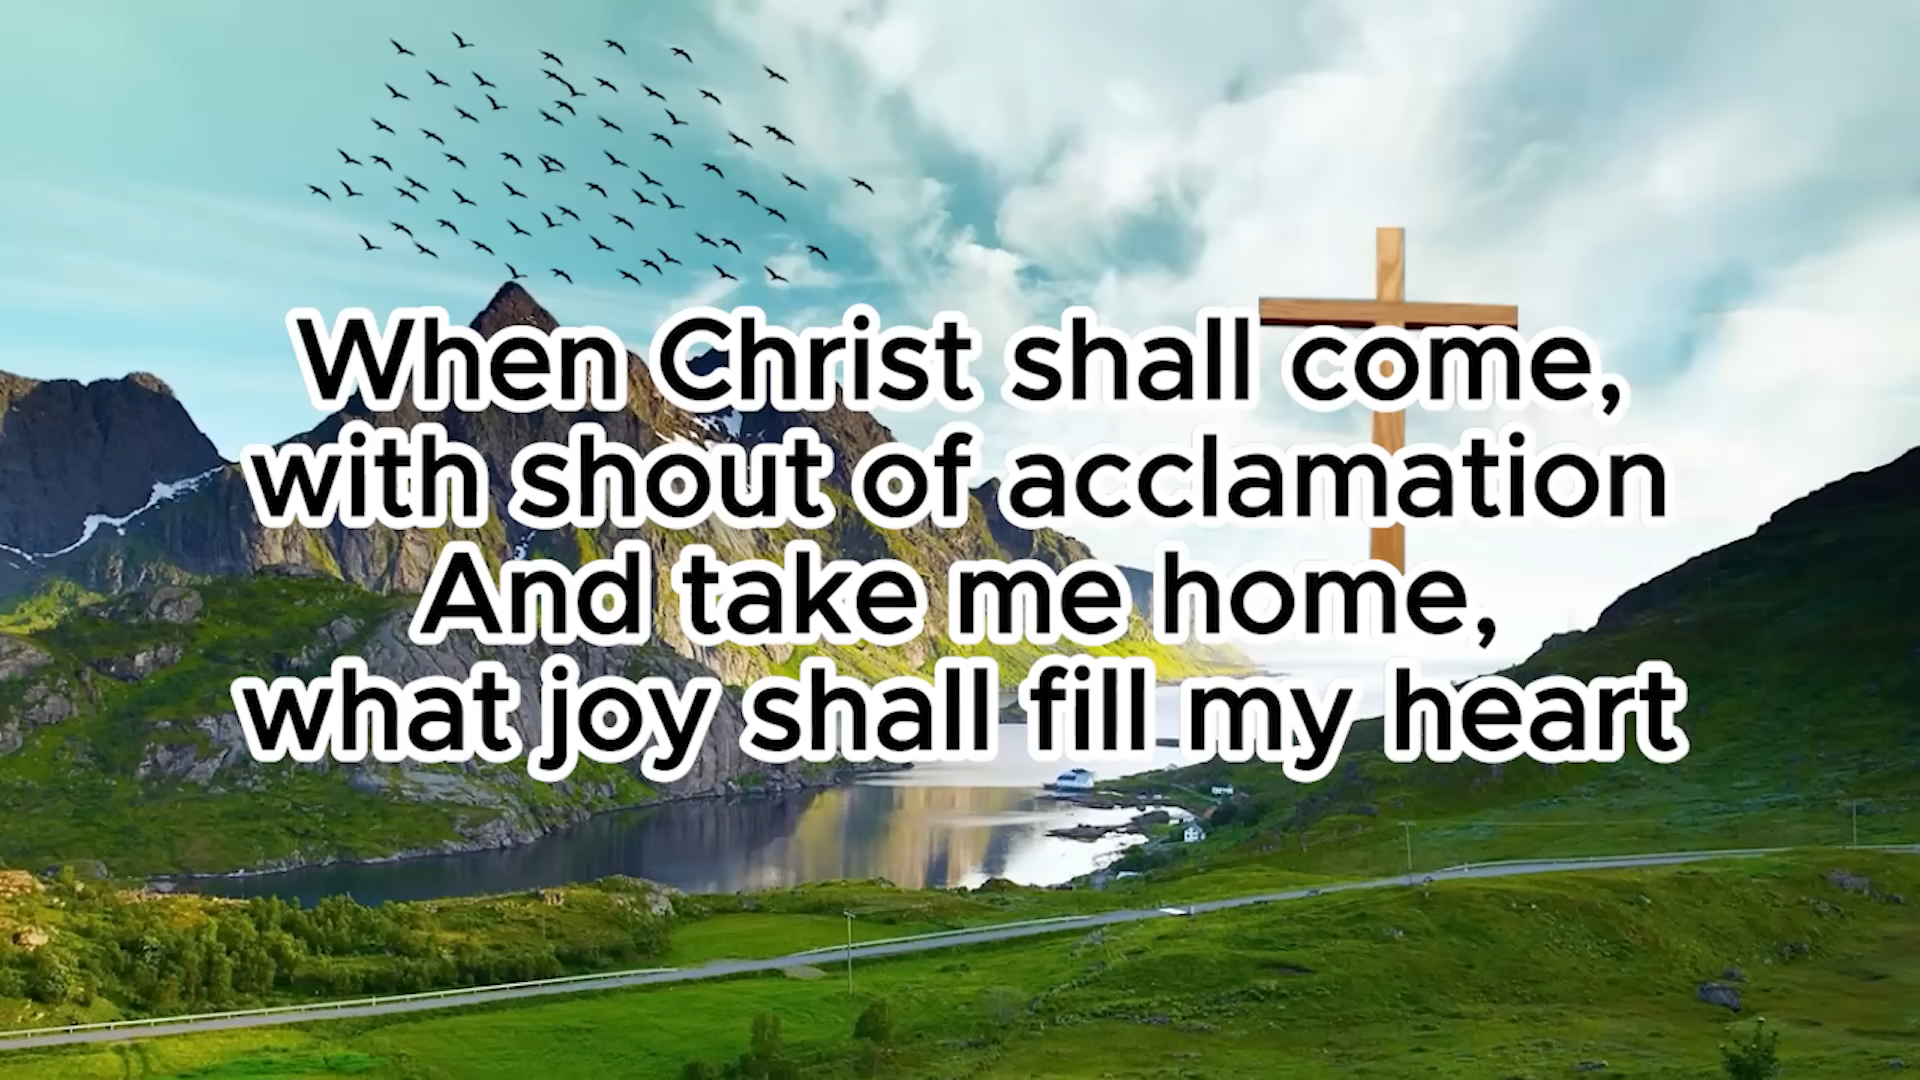 When Christ shall come,
with shout of acclamation
And take me home,
what joy shall fill my heart